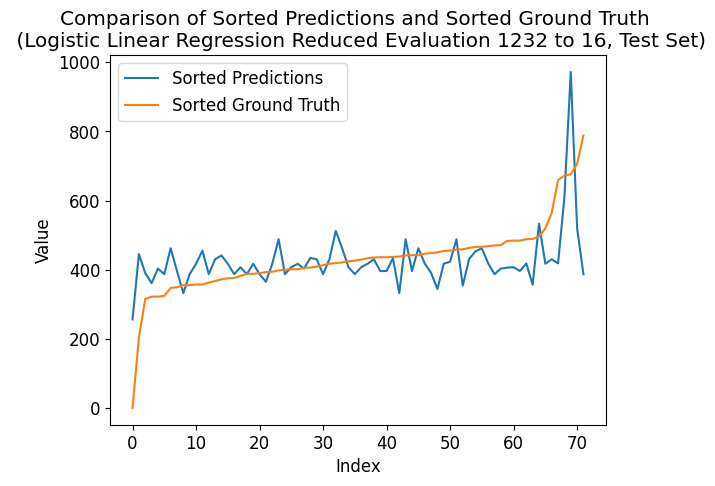 Comparison of Sorted Predictions and Sorted Ground Truth
(Logistic Linear Regression Reduced Evaluation 1232 to 16, Test Set)
1000
800
600
400
200
0
Value
Sorted Predictions
Sorted Ground Truth
0 10 20 30 40 50 60 70
Index